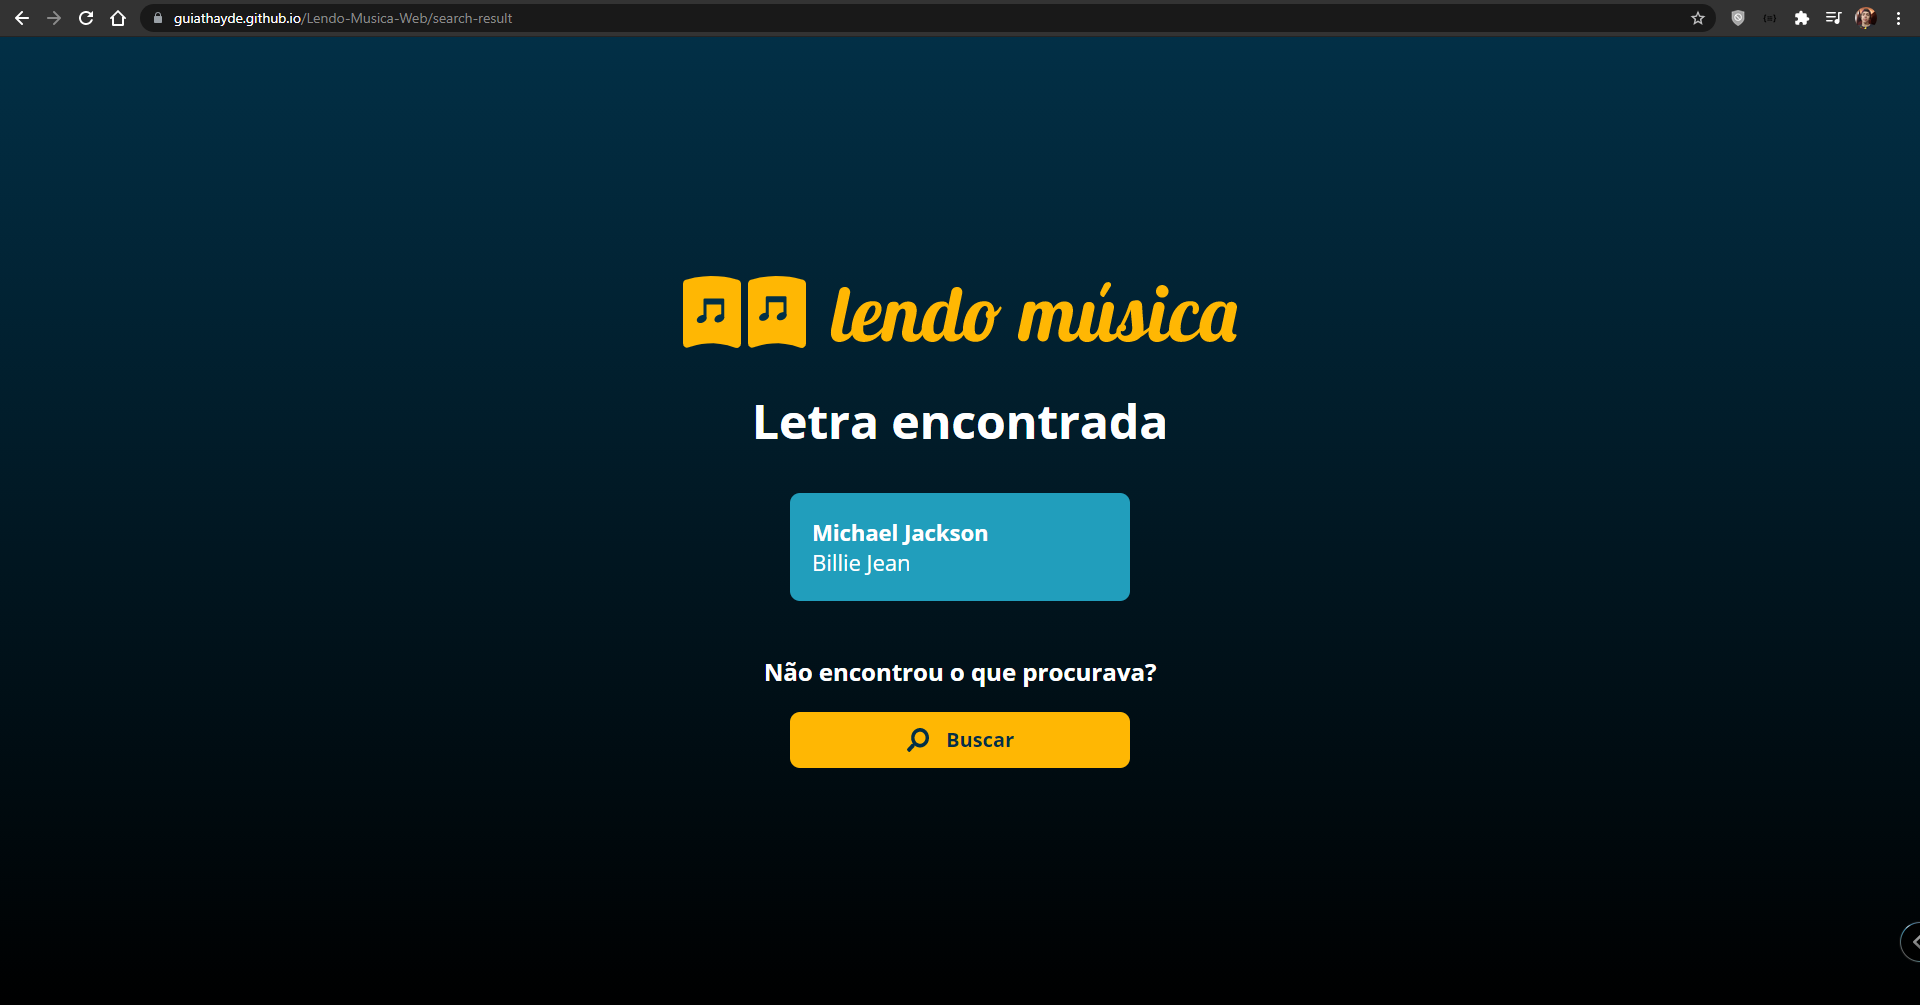 guiathayde.github.io/Lendo-Musica-Web/search-result
lendo música
Letra encontrada
Michael Jackson
Billie Jean
Não encontrou o que procurava?
Buscar